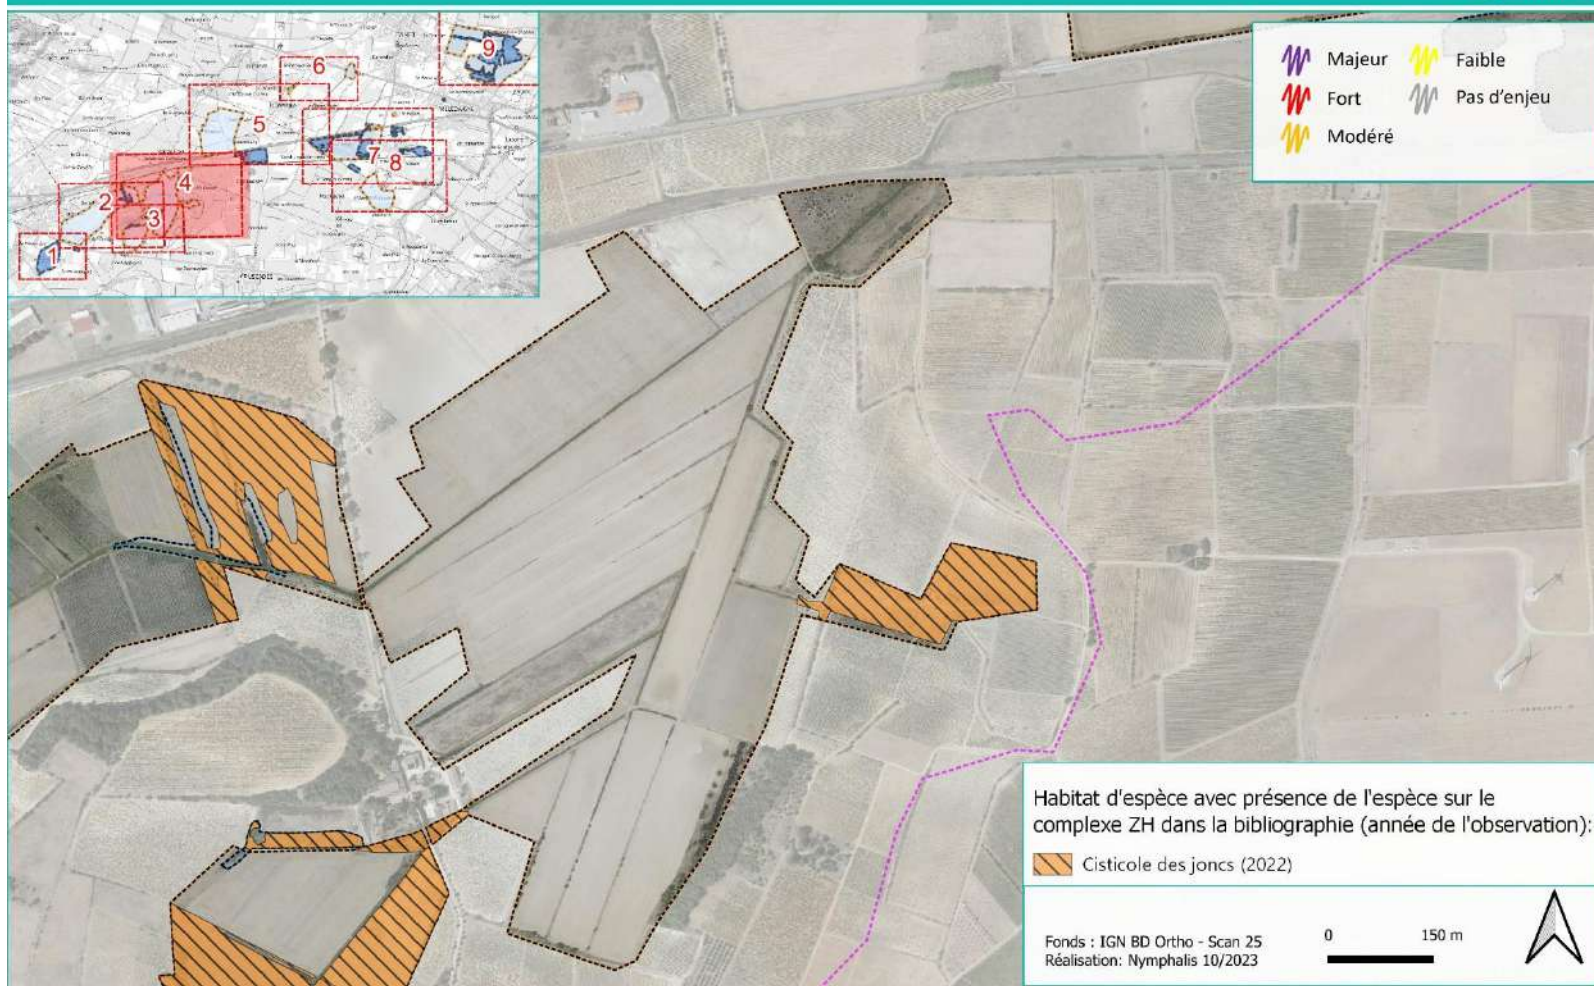 1
2
3
4
5
6
7
8
9
Majeur
Faible
Fort
Pas d'enjeu
Modéré
Habitat d'espèce avec présence de l'espèce sur le
complexe ZH dans la bibliographie (année de l'observation):
Cisticole des joncs (2022)
Fonds : IGN BD Ortho - Scan 25
Réalisation: Nymphalis 10/2023
0 150 m